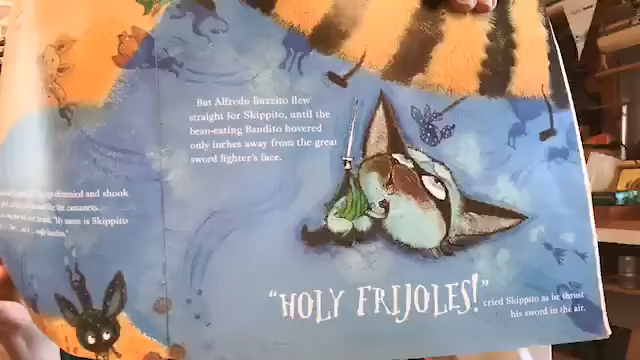 But Alfredo Buzzito flew
straight for Skippito, until the
bean-eating Bandito hovered
only inches away from the great
sword fighter's face.
and shook
the castanets.
"My name is Skippito
"HOLY FRIJOLES!" cried Skippito as he thrust
his sword in the air.